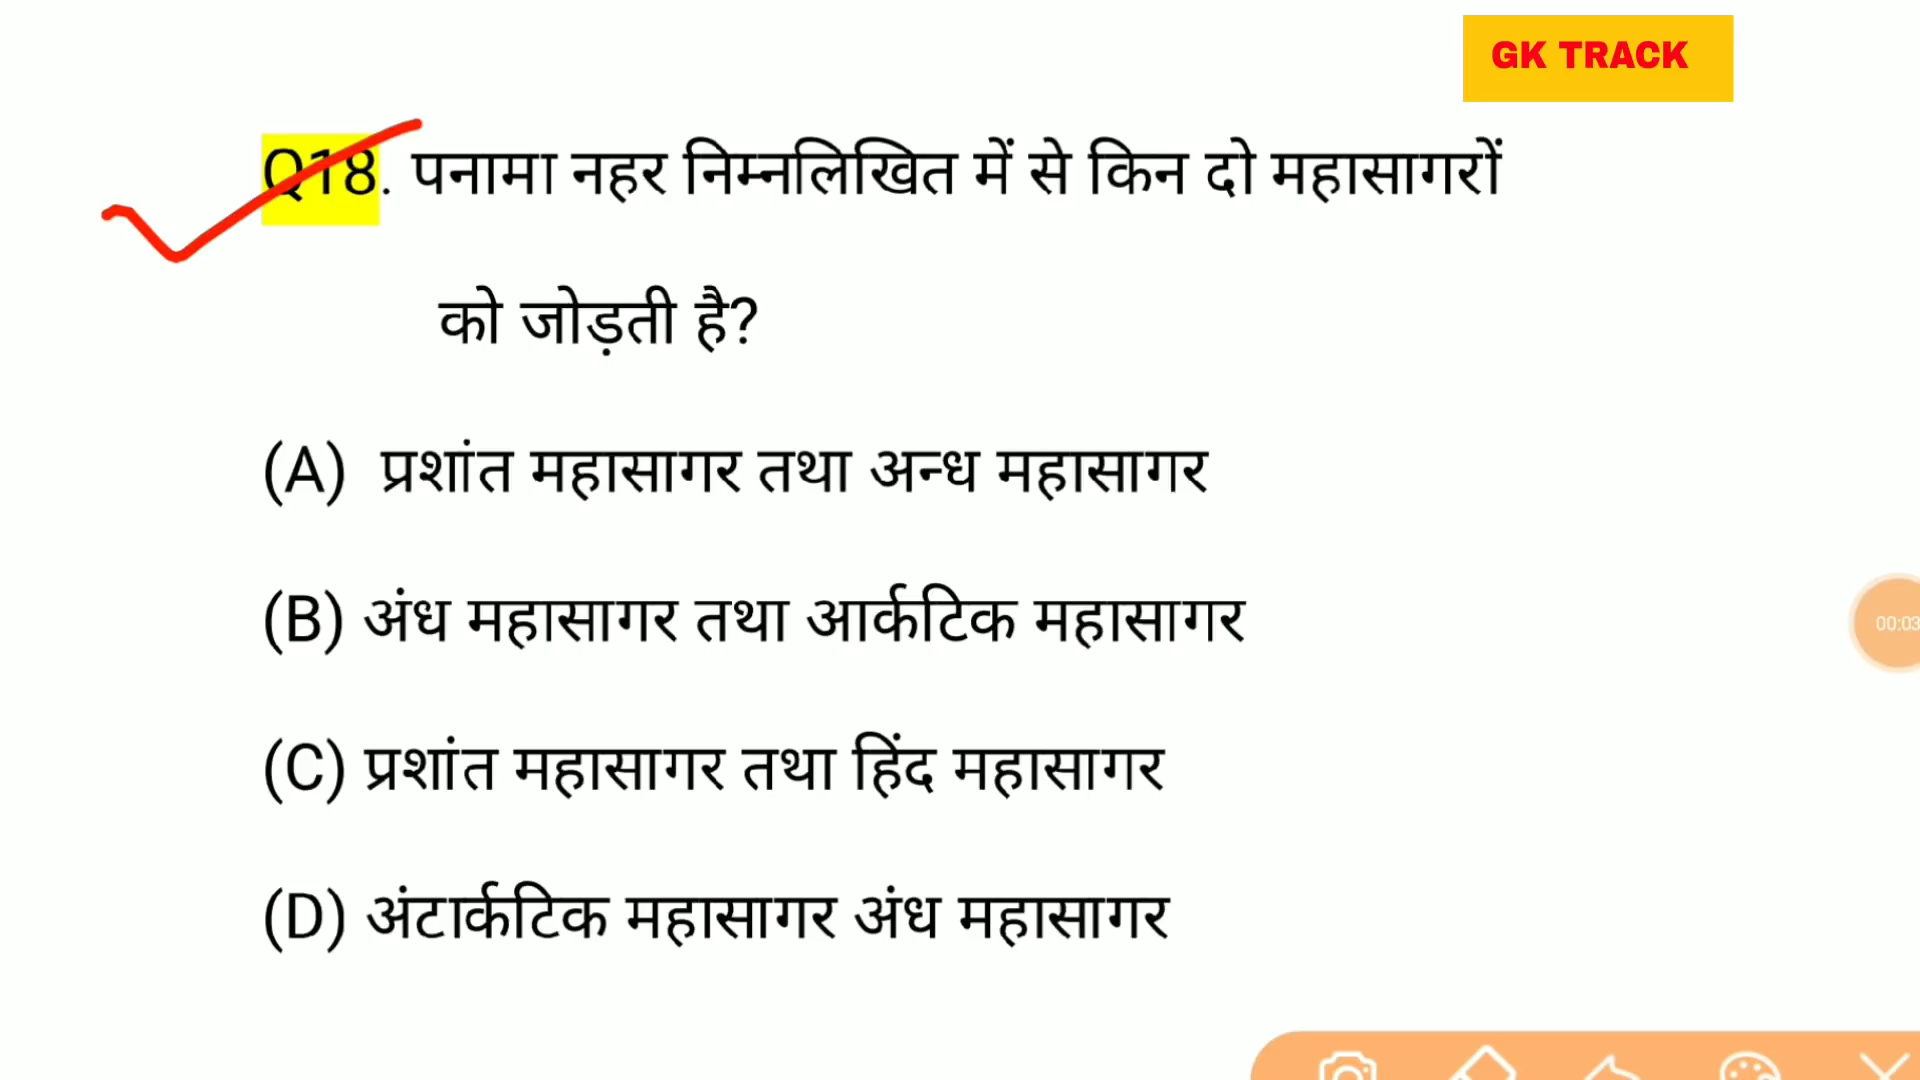 GK TRACK
Q18. पनामा नहर निम्नलिखित में से किन दो महासागरों
को जोड़ती है?
(A) प्रशांत महासागर तथा अन्ध महासागर
(B) अंध महासागर तथा आर्कटिक महासागर
(C) प्रशांत महासागर तथा हिंद महासागर
(D) अंटार्कटिक महासागर अंध महासागर
00:03